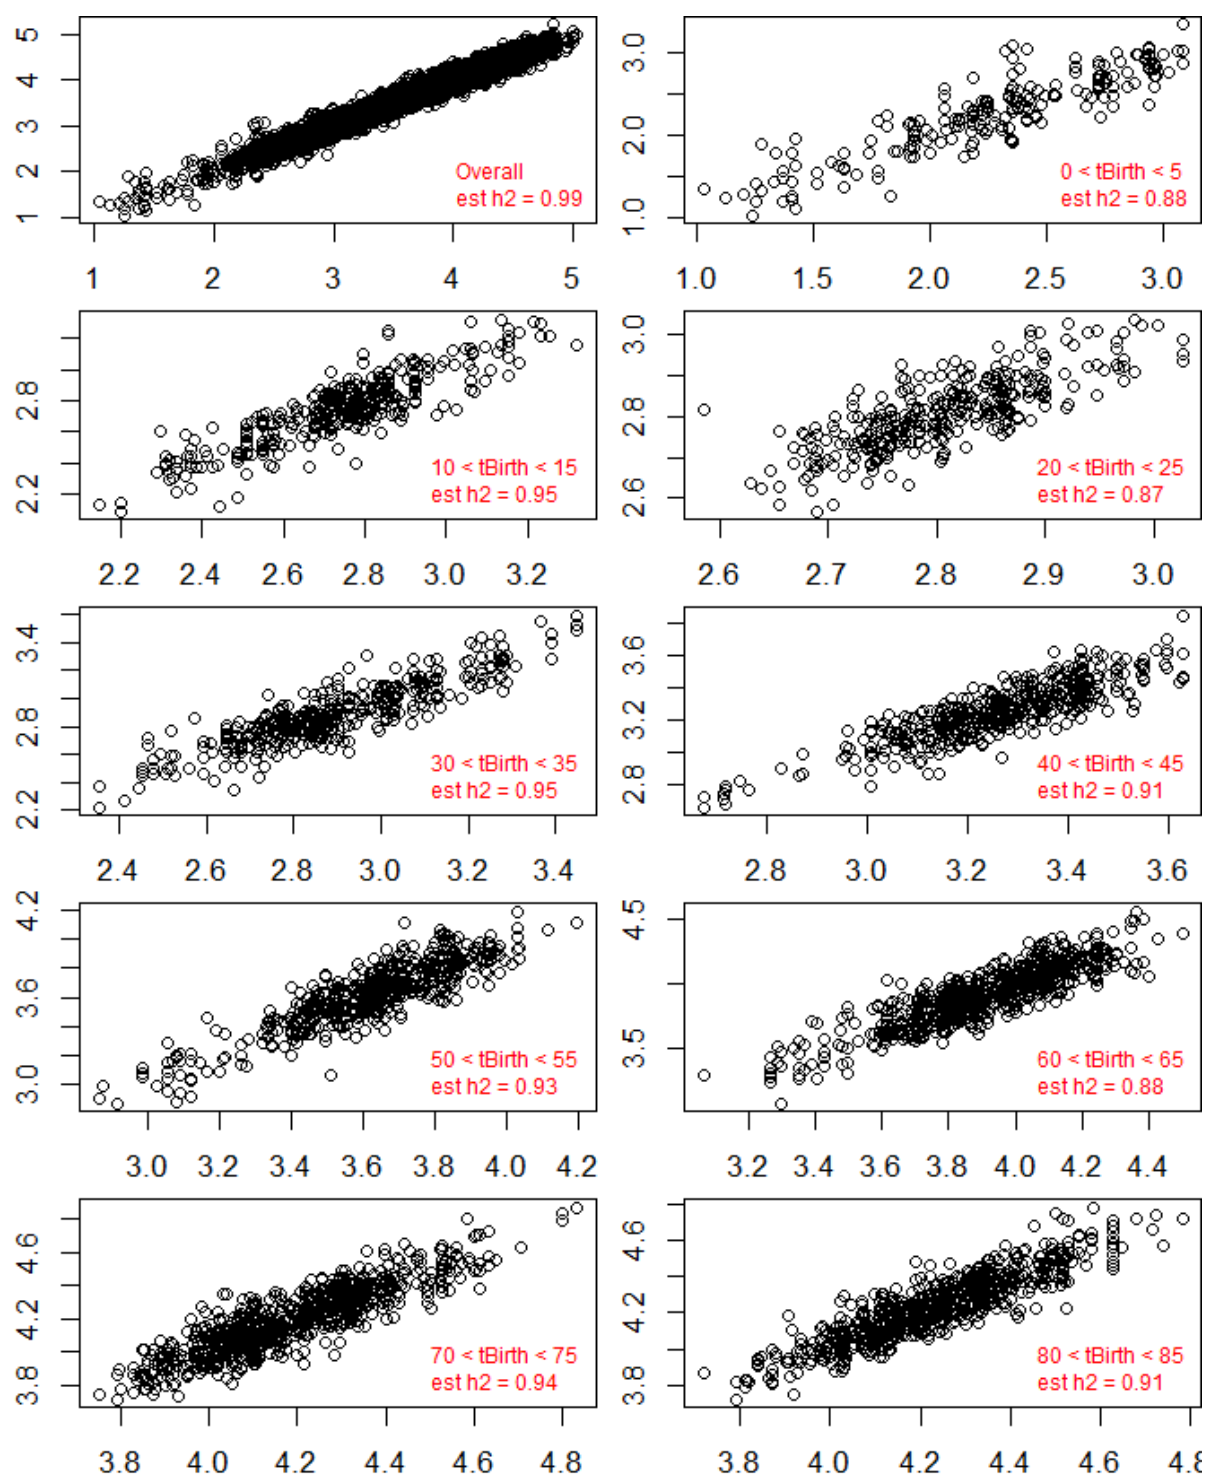 5
4
3
2
1
Overall
est h2 = 0.99
1 2 3 4 5
3.0
2.0
1.0
0 < tBirth < 5
est h2 = 0.88
1.0 1.5 2.0 2.5 3.0
2.8
2.2
10 < tBirth < 15
est h2 = 0.95
2.2 2.4 2.6 2.8 3.0 3.2
3.0
2.8
2.6
20 < tBirth < 25
est h2 = 0.87
2.6 2.7 2.8 2.9 3.0
3.4
2.8
2.2
30 < tBirth < 35
est h2 = 0.95
2.4 2.6 2.8 3.0 3.2 3.4
3.6
3.2
2.8
40 < tBirth < 45
est h2 = 0.91
2.8 3.0 3.2 3.4 3.6
4.2
3.6
3.0
50 < tBirth < 55
est h2 = 0.93
3.0 3.2 3.4 3.6 3.8 4.0 4.2
4.5
3.5
60 < tBirth < 65
est h2 = 0.88
3.2 3.4 3.6 3.8 4.0 4.2 4.4
4.6
4.2
3.8
70 < tBirth < 75
est h2 = 0.94
3.8 4.0 4.2 4.4 4.6 4.8
4.6
4.2
3.8
80 < tBirth < 85
est h2 = 0.91
3.8 4.0 4.2 4.4 4.6 4.8